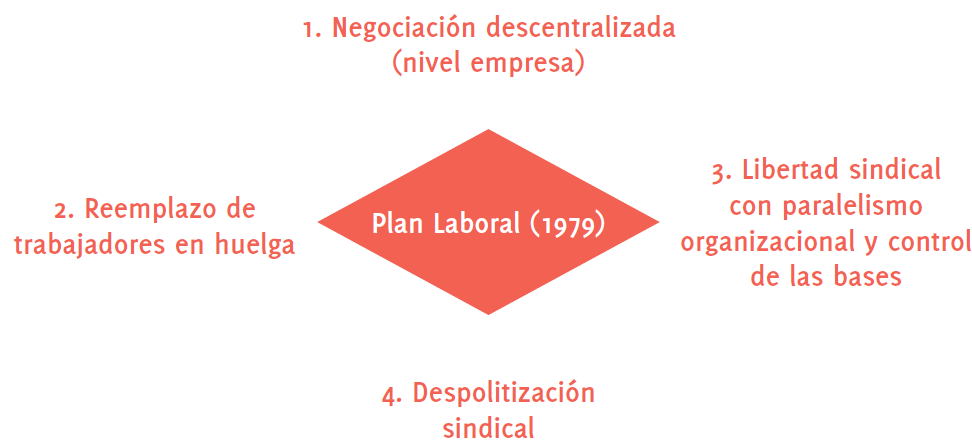 1. Negociación descentralizada
(nivel empresa)
2. Reemplazo de
trabajadores en huelga
Plan Laboral (1979)
3. Libertad sindical
con paralelismo
organizacional y control
de las bases
4. Despolitización
sindical